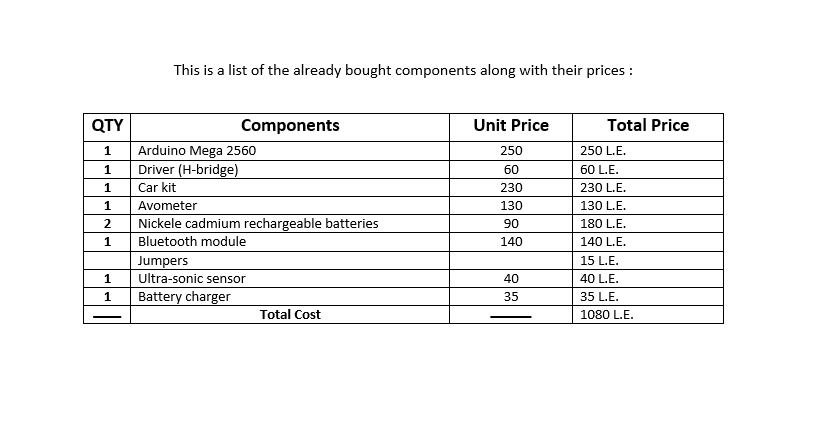 This is a list of the already bought components along with their prices :
QTY Components Unit Price Total Price
1 Arduino Mega 2560 250 250 L.E.
1 Driver (H-bridge) 60 60 L.E.
1 Car kit 230 230 L.E.
1 Avometer 130 130 L.E.
2 Nickele cadmium rechargeable batteries 90 180 L.E.
1 Bluetooth module 140 140 L.E.
Jumpers 15 L.E.
1 Ultra-sonic sensor 40 40 L.E.
1 Battery charger 35 35 L.E.
Total Cost 1080 L.E.